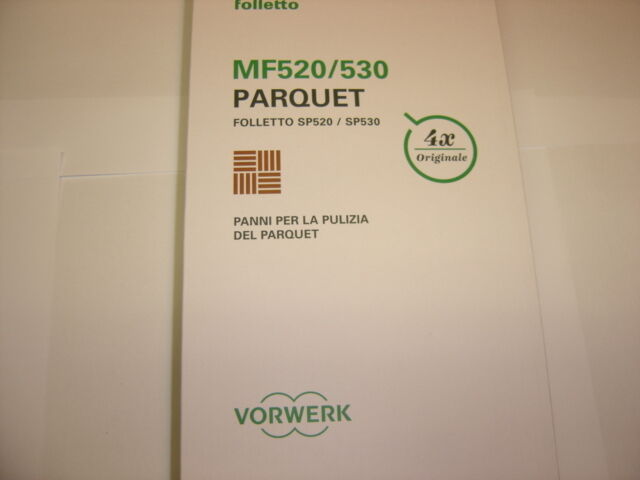 folletto
MF520/530
PARQUET
FOLLETTO SP520 / SP530
4x
Originale
PANNI PER LA PULIZIA
DEL PARQUET
VORWERK